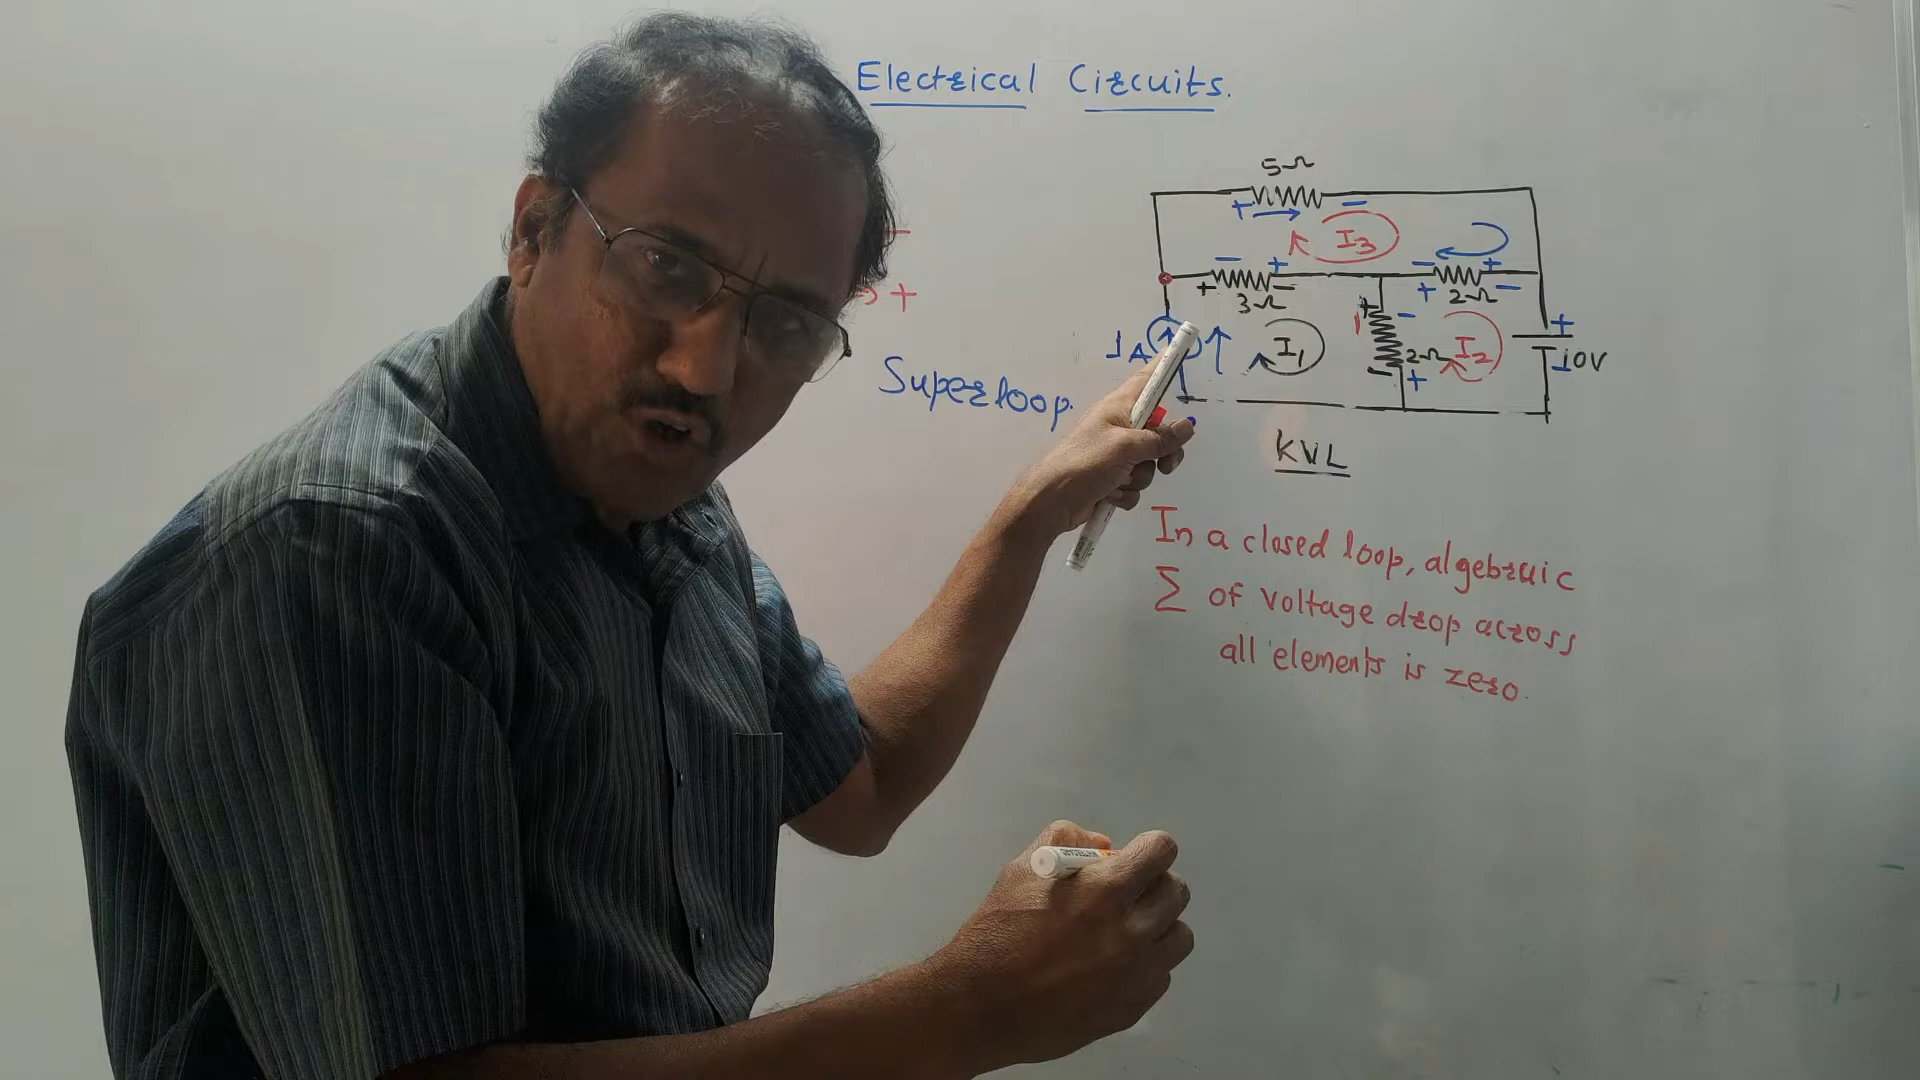 Electrical Circuits.
5Ω
+ −
I3
− +
− +
+ −
3Ω
+ −
2Ω
1A
I1
+ −
− +
2Ω
I2
+
10V
−
+
Superloop.
KVL
In a closed loop, algebraic
Σ of voltage drop across
all elements is zero.